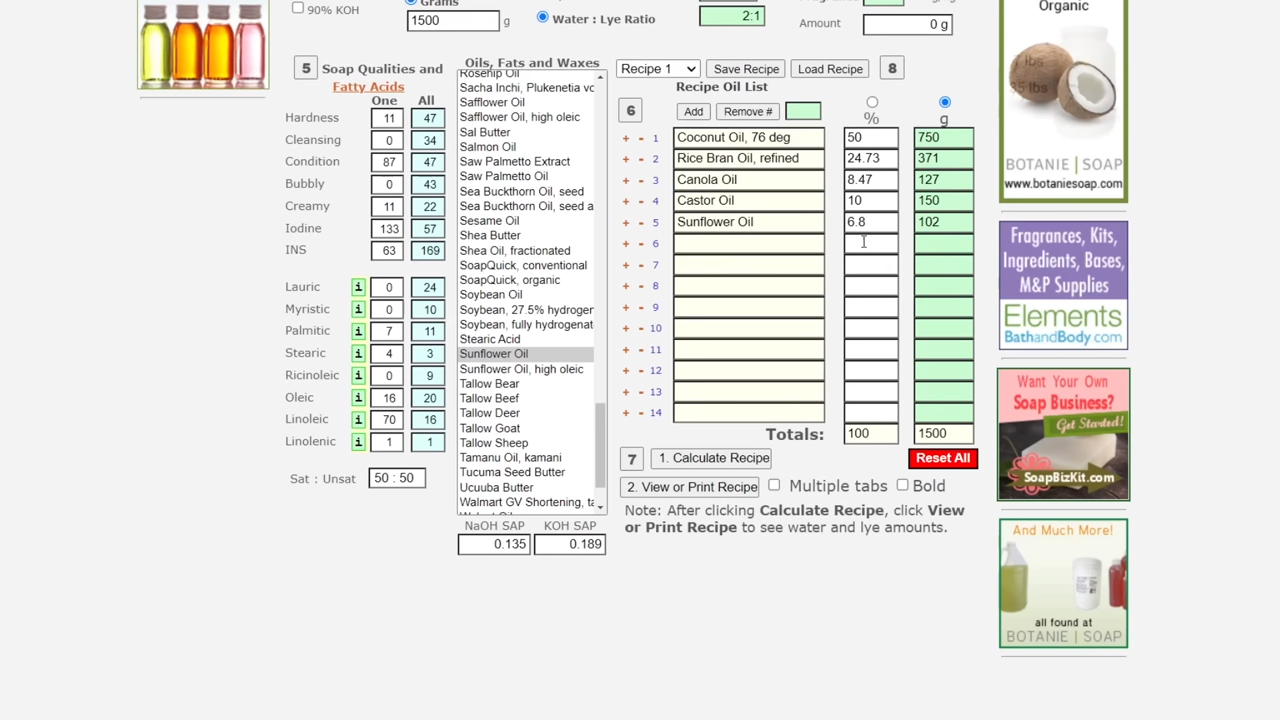 90% KOH
Grams
1500 g
Water : Lye Ratio
2:1
Amount
0 g
5 Soap Qualities and
Fatty Acids
One All
Hardness 11 47
Cleansing 0 34
Condition 87 47
Bubbly 0 43
Creamy 11 22
Iodine 133 57
INS 63 169
Lauric i 0 24
Myristic i 0 10
Palmitic i 7 11
Stearic i 4 3
Ricinoleic i 0 9
Oleic i 16 20
Linoleic i 70 16
Linolenic i 1 1
Sat : Unsat 50 : 50
Oils, Fats and Waxes
Rosehip Oil
Sacha Inchi, Plukenetia vo
Safflower Oil
Safflower Oil, high oleic
Sal Butter
Salmon Oil
Saw Palmetto Extract
Saw Palmetto Oil
Sea Buckthorn Oil, seed
Sea Buckthorn Oil, seed a
Sesame Oil
Shea Butter
Shea Oil, fractionated
SoapQuick, conventional
SoapQuick, organic
Soybean Oil
Soybean, 27.5% hydroger
Soybean, fully hydrogenat
Stearic Acid
Sunflower Oil
Sunflower Oil, high oleic
Tallow Bear
Tallow Beef
Tallow Deer
Tallow Goat
Tallow Sheep
Tamanu Oil, kamani
Tucuma Seed Butter
Ucuuba Butter
Walmart GV Shortening, ta
NaOH SAP KOH SAP
0.135 0.189
Recipe 1 Save Recipe Load Recipe 8
Recipe Oil List
6 Add Remove #
% g
+ - 1 Coconut Oil, 76 deg 50 750
+ - 2 Rice Bran Oil, refined 24.73 371
+ - 3 Canola Oil 8.47 127
+ - 4 Castor Oil 10 150
+ - 5 Sunflower Oil 6.8 102
+ - 6
+ - 7
+ - 8
+ - 9
+ - 10
+ - 11
+ - 12
+ - 13
+ - 14
Totals: 100 1500
7 1. Calculate Recipe Reset All
2. View or Print Recipe Multiple tabs Bold
Note: After clicking Calculate Recipe, click View
or Print Recipe to see water and lye amounts.
Organic
lbs
35 lbs
BOTANIE | SOAP
www.botaniesoap.com
Fragrances, Kits,
Ingredients, Bases,
M&P Supplies
Elements
BathandBody.com
Want Your Own
Soap Business?
Get Started!
SoapBizKit.com
And Much More!
all found at
BOTANIE | SOAP